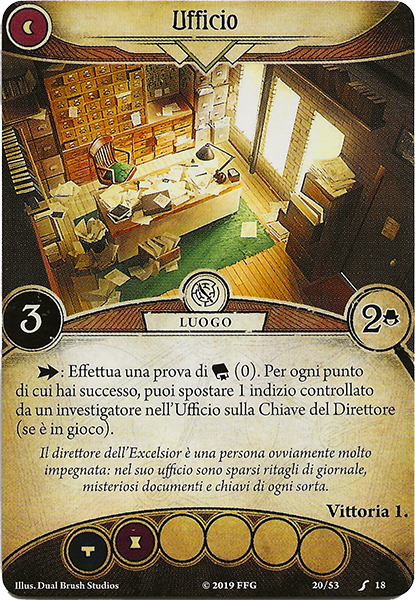 Ufficio
3
LUOGO
2
: Effettua una prova di (0). Per ogni punto
di cui hai successo, puoi spostare 1 indizio controllato
da un investigatore nell'Ufficio sulla Chiave del Direttore
(se è in gioco).
Il direttore dell'Excelsior è una persona ovviamente molto
impegnata: nel suo ufficio sono sparsi ritagli di giornale,
misteriosi documenti e chiavi di ogni sorta.
Vittoria 1.
Illus. Dual Brush Studios © 2019 FFG 20/53 18